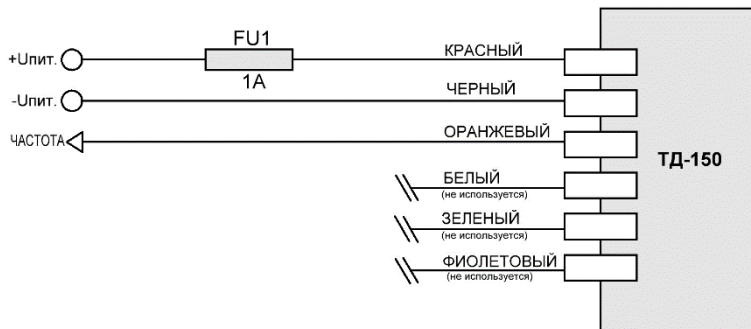 FU1
+Uпит.
КРАСНЫЙ
1A
-Uпит.
ЧЕРНЫЙ
ЧАСТОТА
ОРАНЖЕВЫЙ
ТД-150
БЕЛЫЙ
(не используется)
ЗЕЛЕНЫЙ
(не используется)
ФИОЛЕТОВЫЙ
(не используется)